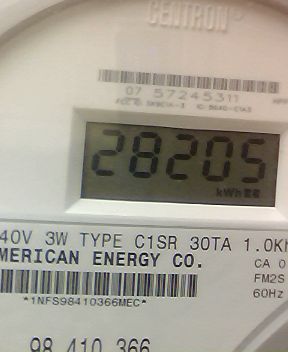 CENTRON®
07 57245311
28205
kWh
40V 3W TYPE C1SR 30TA 1.0Kh
MERICAN ENERGY CO.
CA 0
FM2S
*1NFS98410366MEC*
60Hz
98 410 366